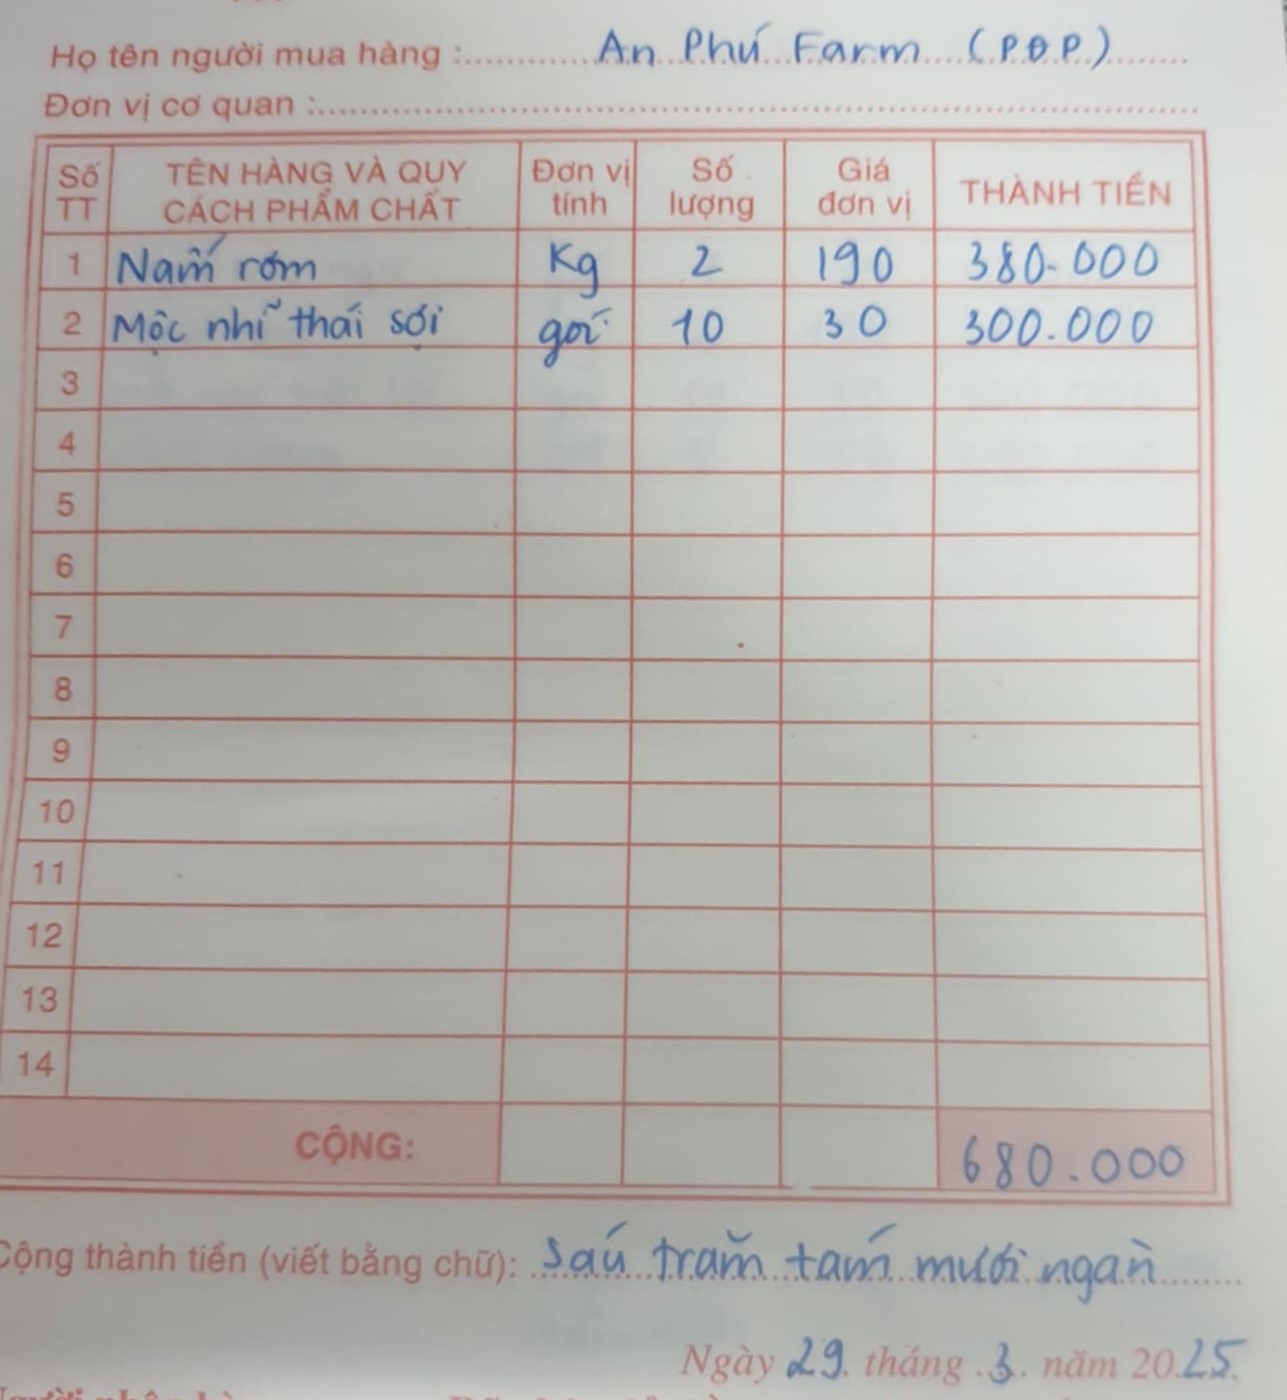 Họ tên người mua hàng : An Phú Farm (PĐP)
Đơn vị cơ quan :
Số TT TÊN HÀNG VÀ QUY CÁCH PHẨM CHẤT Đơn vị tính Số lượng Giá đơn vị THÀNH TIỀN
1 Nấm rơm Kg 2 190 380.000
2 Mộc nhĩ thái sợi gói 10 30 300.000
3
4
5
6
7
8
9
10
11
12
13
14
CỘNG: 680.000
Cộng thành tiền (viết bằng chữ): Sáu trăm tám mươi ngàn
Ngày 29 tháng 3 năm 2025